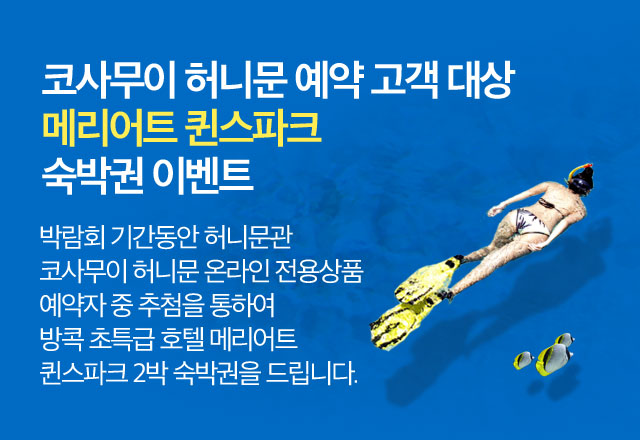 코사무이 허니문 예약 고객 대상
메리어트 퀸스파크
숙박권 이벤트
박람회 기간동안 허니문관
코사무이 허니문 온라인 전용상품
예약자 중 추첨을 통하여
방콕 초특급 호텔 메리어트
퀸스파크 2박 숙박권을 드립니다.